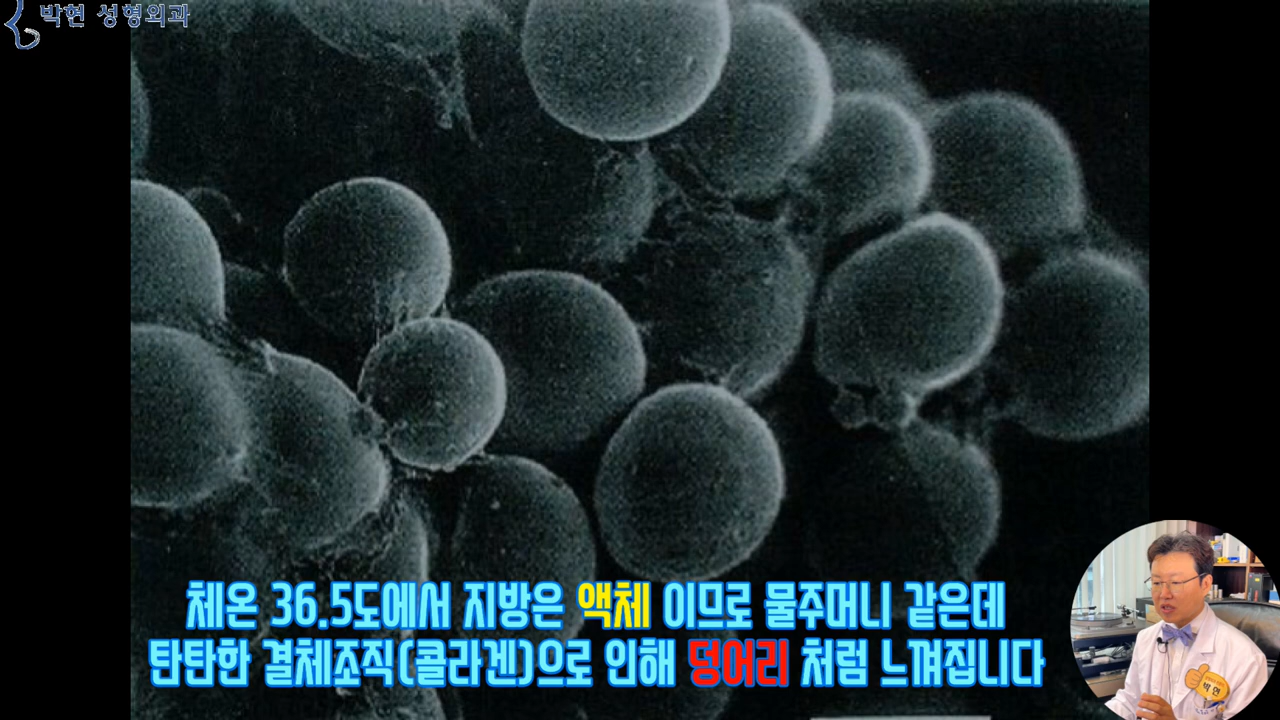 박현 성형외과
체온 36.5도에서 지방은 액체 이므로 물주머니 같은데
탄탄한 결체조직(콜라겐)으로 인해 덩어리 처럼 느껴집니다
박현